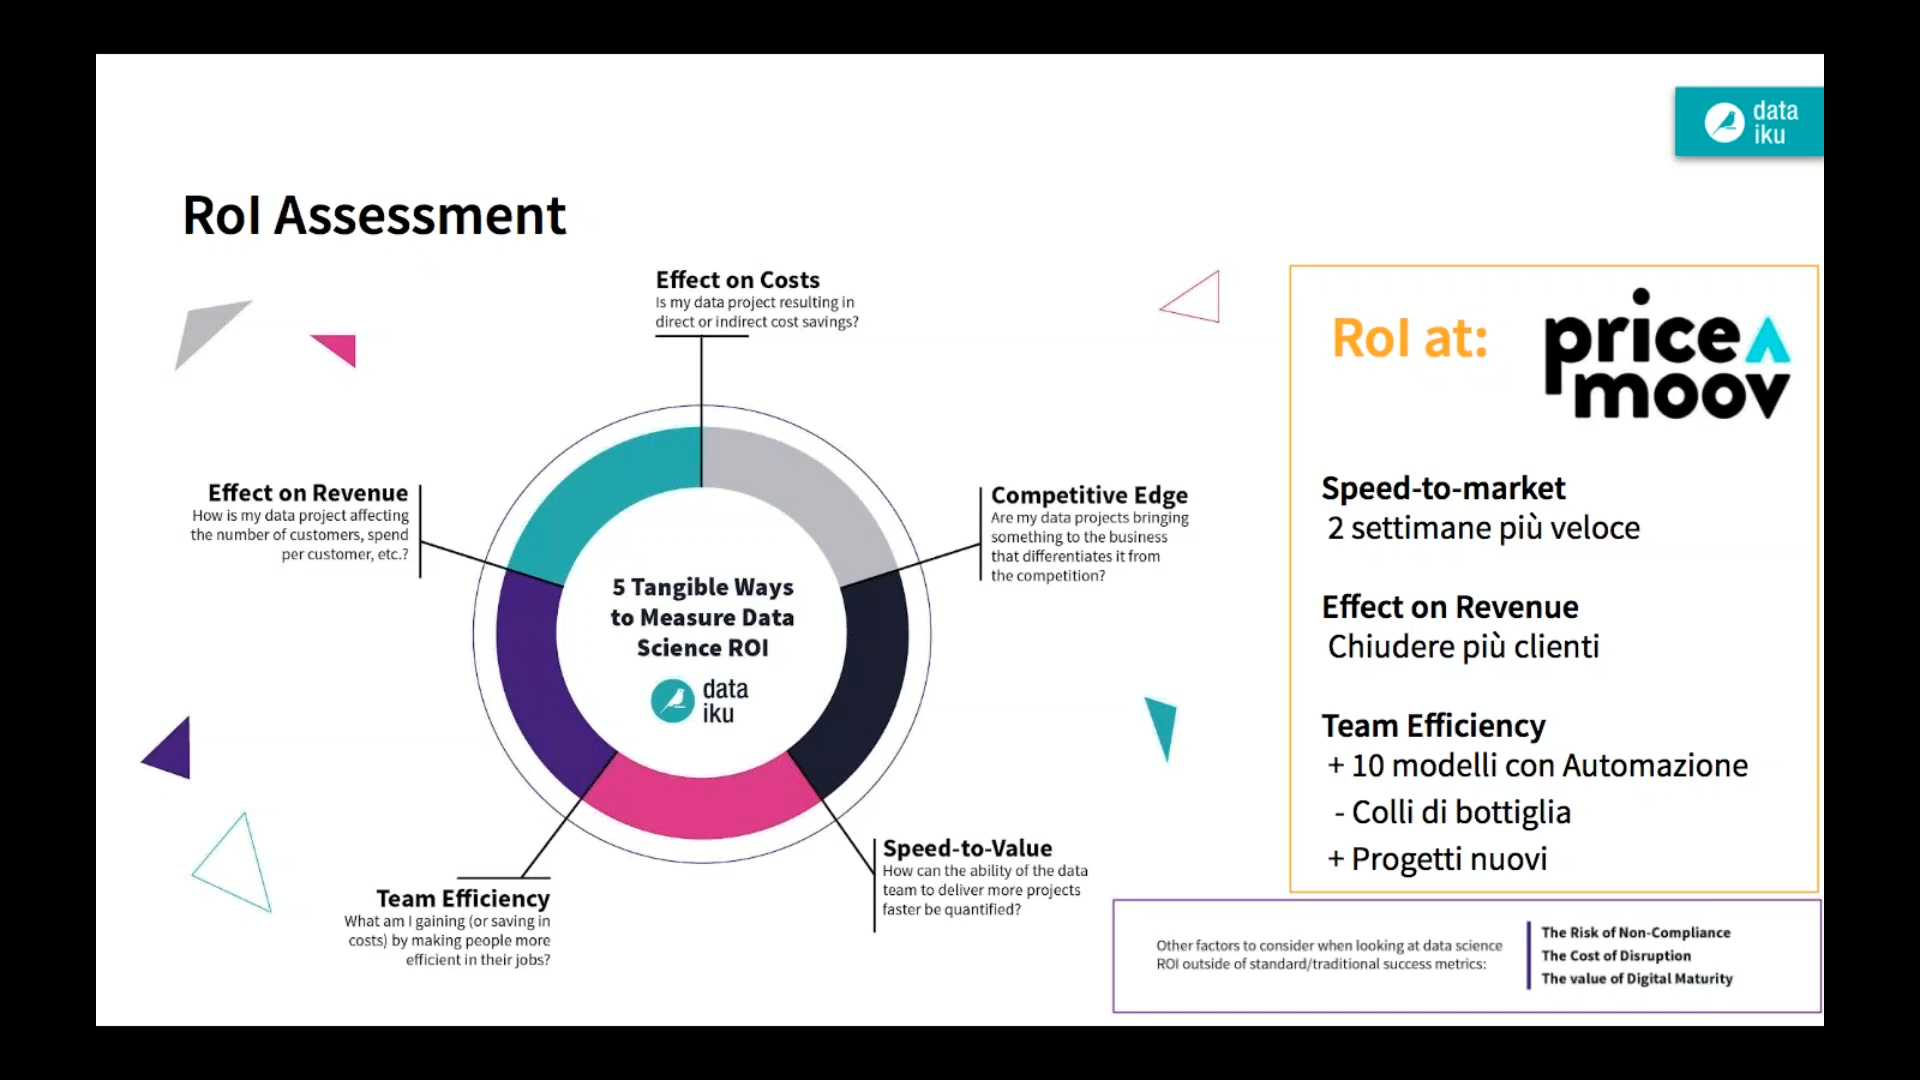 data
iku
RoI Assessment
Effect on Costs
Is my data project resulting in
direct or indirect cost savings?
Effect on Revenue
How is my data project affecting
the number of customers, spend
per customer, etc.?
Competitive Edge
Are my data projects bringing
something to the business
that differentiates it from
the competition?
5 Tangible Ways
to Measure Data
Science ROI
data
iku
Team Efficiency
What am I gaining (or saving in
costs) by making people more
efficient in their jobs?
Speed-to-Value
How can the ability of the data
team to deliver more projects
faster be quantified?
RoI at:
price
moov
Speed-to-market
2 settimane più veloce
Effect on Revenue
Chiudere più clienti
Team Efficiency
+ 10 modelli con Automazione
- Colli di bottiglia
+ Progetti nuovi
Other factors to consider when looking at data science
ROI outside of standard/traditional success metrics:
The Risk of Non-Compliance
The Cost of Disruption
The value of Digital Maturity